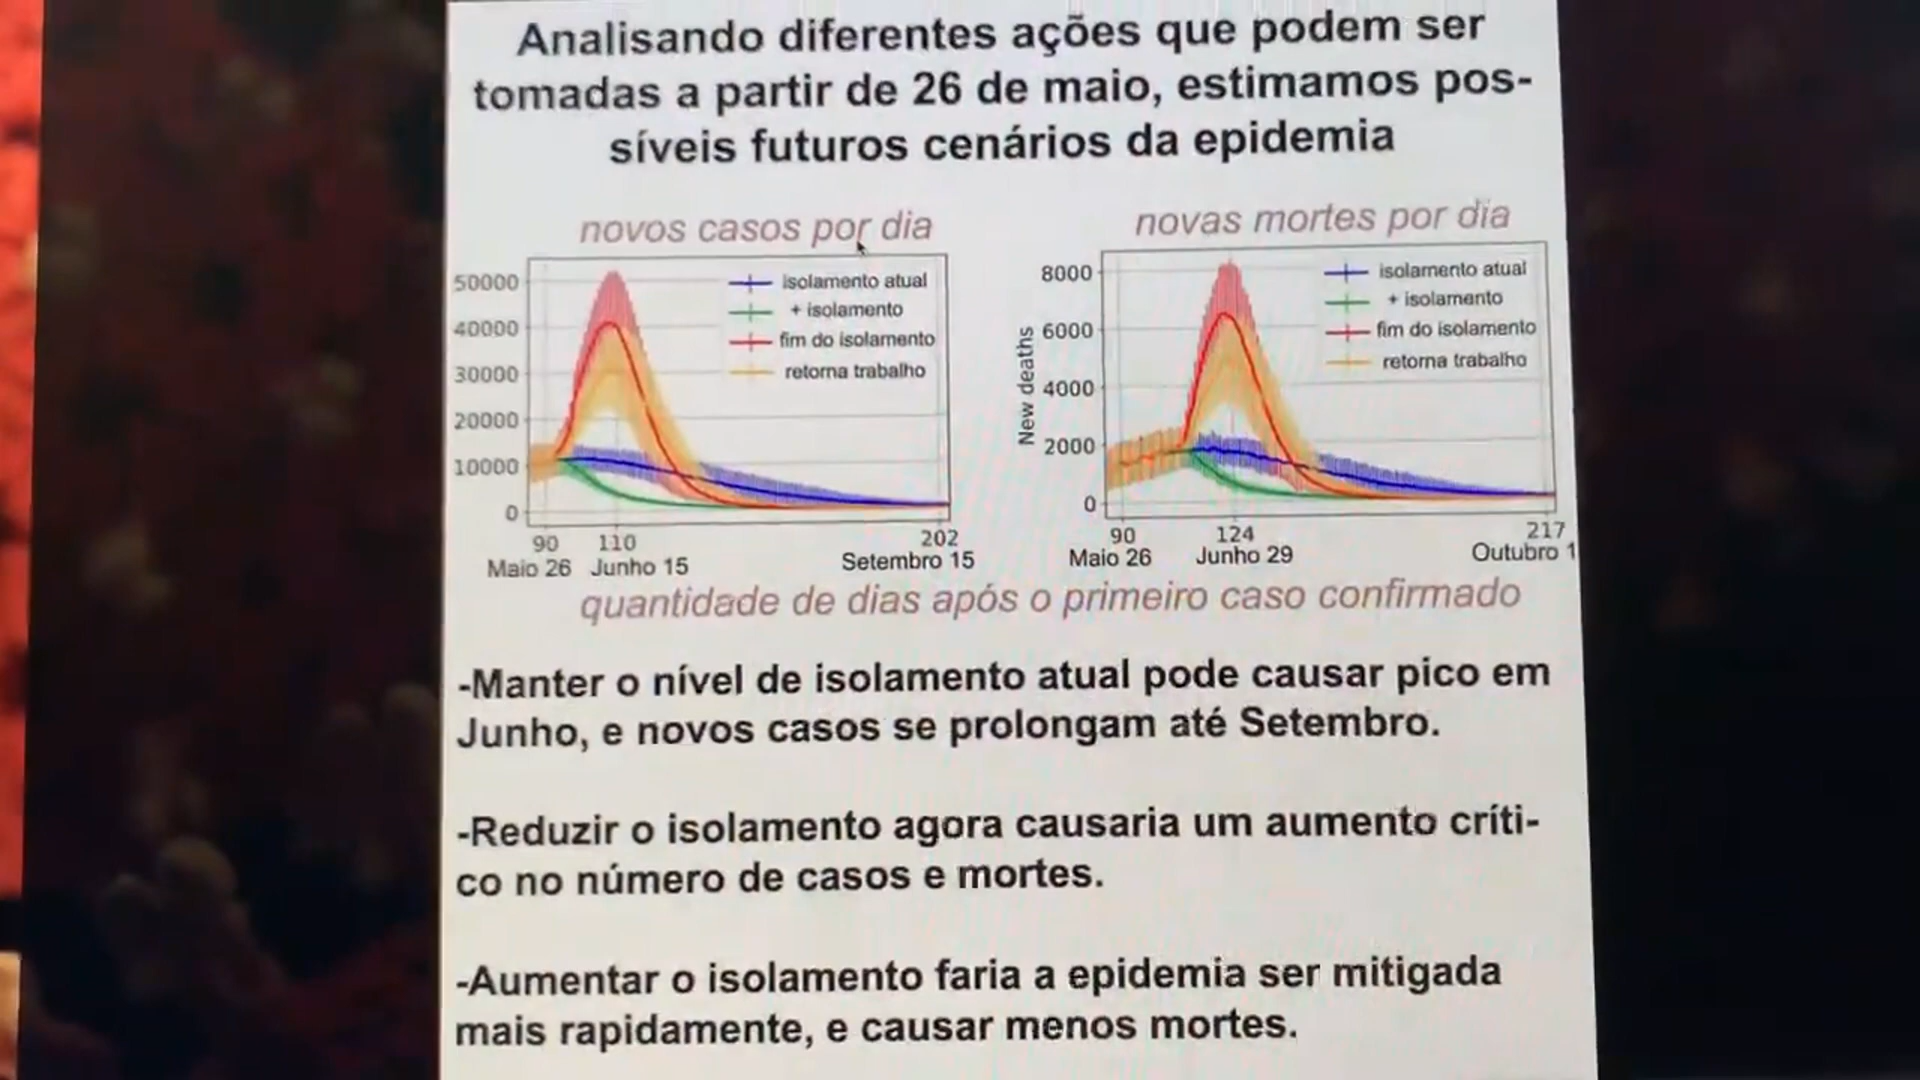 Analisando diferentes ações que podem ser
tomadas a partir de 26 de maio, estimamos pos-
síveis futuros cenários da epidemia
novos casos por dia
50000
40000
30000
20000
10000
0
isolamento atual
+ isolamento
fim do isolamento
retorna trabalho
90 110 202
Maio 26 Junho 15 Setembro 15
novas mortes por dia
New deaths
8000
6000
4000
2000
0
isolamento atual
+ isolamento
fim do isolamento
retorna trabalho
90 124 217
Maio 26 Junho 29 Outubro 1
quantidade de dias após o primeiro caso confirmado
-Manter o nível de isolamento atual pode causar pico em
Junho, e novos casos se prolongam até Setembro.
-Reduzir o isolamento agora causaria um aumento críti-
co no número de casos e mortes.
-Aumentar o isolamento faria a epidemia ser mitigada
mais rapidamente, e causar menos mortes.